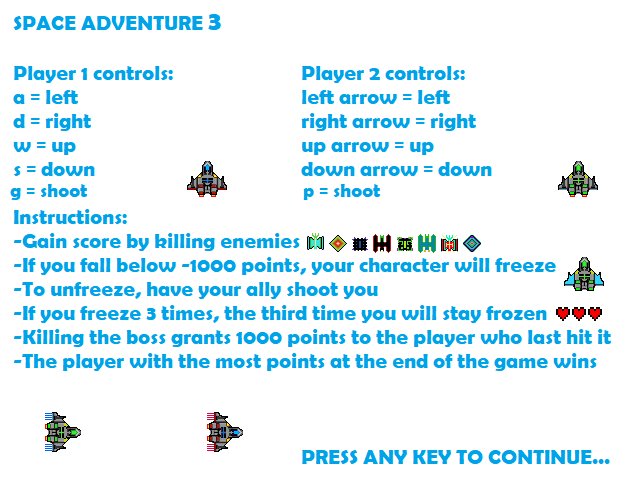 SPACE ADVENTURE 3
Player 1 controls:
a = left
d = right
w = up
s = down
g = shoot
Player 2 controls:
left arrow = left
right arrow = right
up arrow = up
down arrow = down
p = shoot
Instructions:
-Gain score by killing enemies
-If you fall below -1000 points, your character will freeze
-To unfreeze, have your ally shoot you
-If you freeze 3 times, the third time you will stay frozen
-Killing the boss grants 1000 points to the player who last hit it
-The player with the most points at the end of the game wins
PRESS ANY KEY TO CONTINUE...